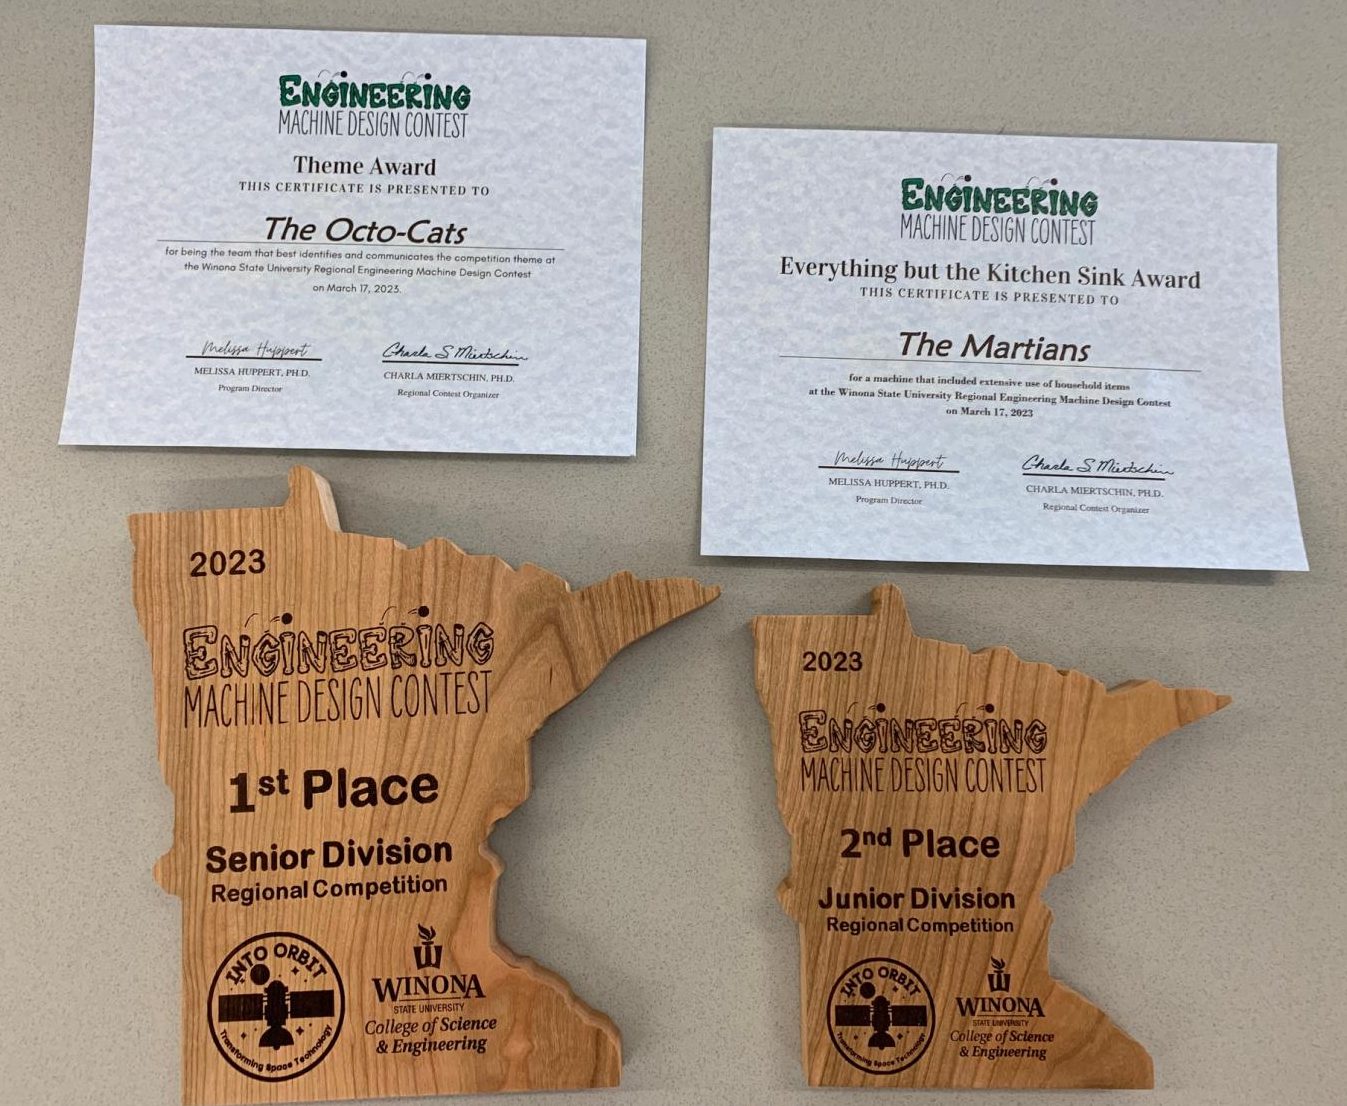 ENGINEERING
MACHINE DESIGN CONTEST
Theme Award
THIS CERTIFICATE IS PRESENTED TO
The Octo-Cats
for being the team that best identifies and communicates the competition theme at
the Winona State University Regional Engineering Machine Design Contest
on March 17, 2023.
Melissa Huppert
Charla S Miertschin
MELISSA HUPPERT, PH.D.
CHARLA MIERTSCHIN, PH.D.
Program Director
Regional Contest Organizer
ENGINEERING
MACHINE DESIGN CONTEST
Everything but the Kitchen Sink Award
THIS CERTIFICATE IS PRESENTED TO
The Martians
for a machine that included extensive use of household items
at the Winona State University Regional Engineering Machine Design Contest
on March 17, 2023
Melissa Huppert
Charla S Miertschin
MELISSA HUPPERT, PH.D.
CHARLA MIERTSCHIN, PH.D.
Program Director
Regional Contest Organizer
2023
ENGINEERING
MACHINE DESIGN CONTEST
1st Place
Senior Division
Regional Competition
INTO ORBIT
Transforming Space Technology
WINONA
STATE UNIVERSITY
College of Science
& Engineering
2023
ENGINEERING
MACHINE DESIGN CONTEST
2nd Place
Junior Division
Regional Competition
INTO ORBIT
Transforming Space Technology
WINONA
STATE UNIVERSITY
College of Science
& Engineering